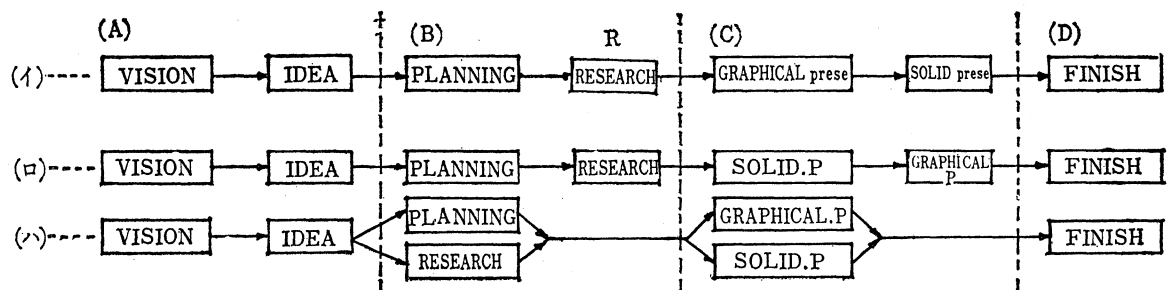 (A) (B) R (C) (D)
(イ)---- VISION IDEA PLANNING RESEARCH GRAPHICAL prese SOLID prese FINISH
(ロ)---- VISION IDEA PLANNING RESEARCH SOLID.P GRAPHICAL P FINISH
PLANNING GRAPHICAL.P
(ハ)---- VISION IDEA FINISH
RESEARCH SOLID.P